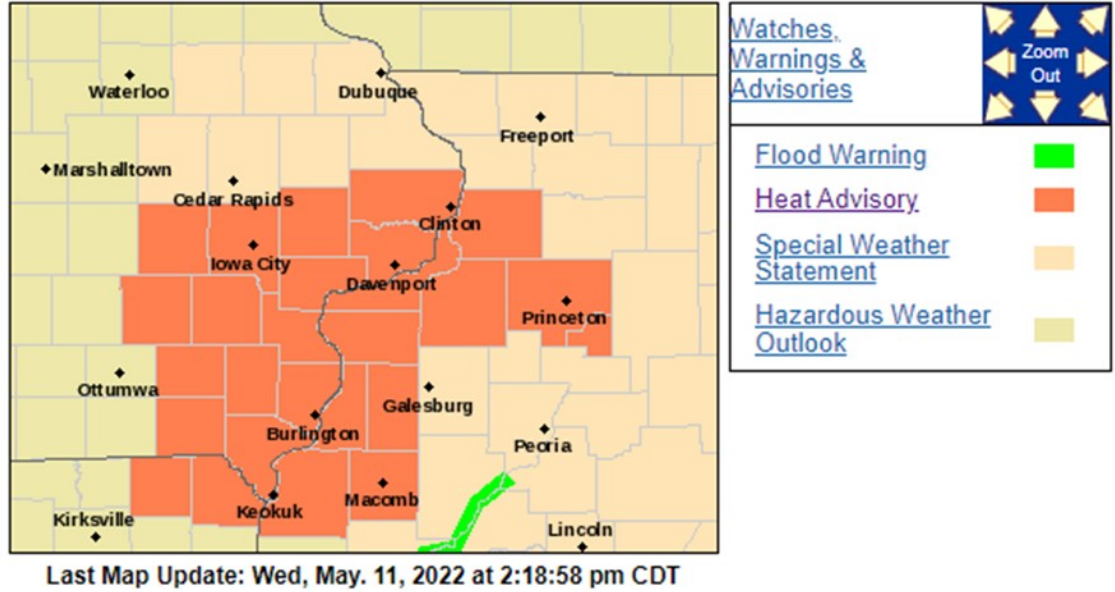 Waterloo
Dubuque
Freeport
Marshalltown
Cedar Rapids
Clinton
Iowa City
Davenport
Princeton
Ottumwa
Galesburg
Burlington
Peoria
Macomb
Keokuk
Kirksville
Lincoln
Last Map Update: Wed, May. 11, 2022 at 2:18:58 pm CDT
Watches,
Warnings &
Advisories
Zoom
Out
Flood Warning
Heat Advisory
Special Weather
Statement
Hazardous Weather
Outlook